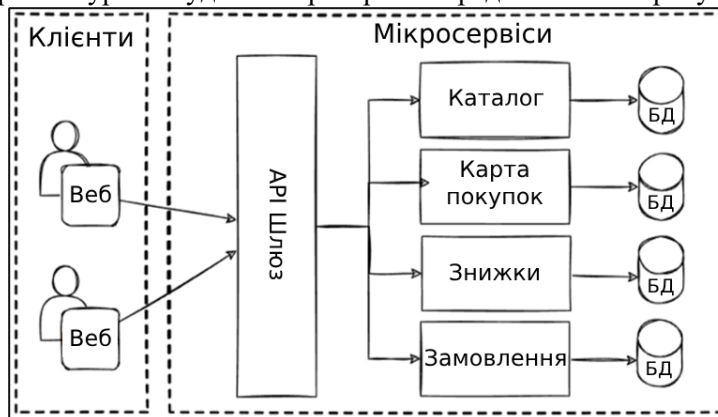 Клієнти
Мікросервіси
Веб
Веб
API Шлюз
Каталог
БД
Карта
покупок
БД
Знижки
БД
Замовлення
БД